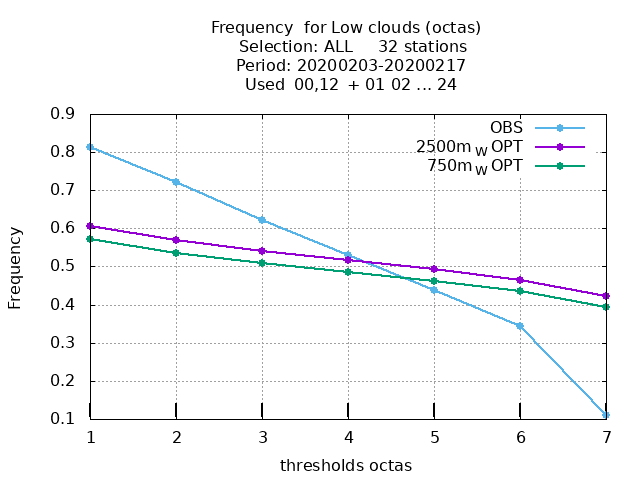 Frequency for Low clouds (octas)
Selection: ALL 32 stations
Period: 20200203-20200217
Used 00,12 + 01 02 ... 24
OBS
2500m W OPT
750m W OPT
Frequency
0.9
0.8
0.7
0.6
0.5
0.4
0.3
0.2
0.1
1 2 3 4 5 6 7
thresholds octas